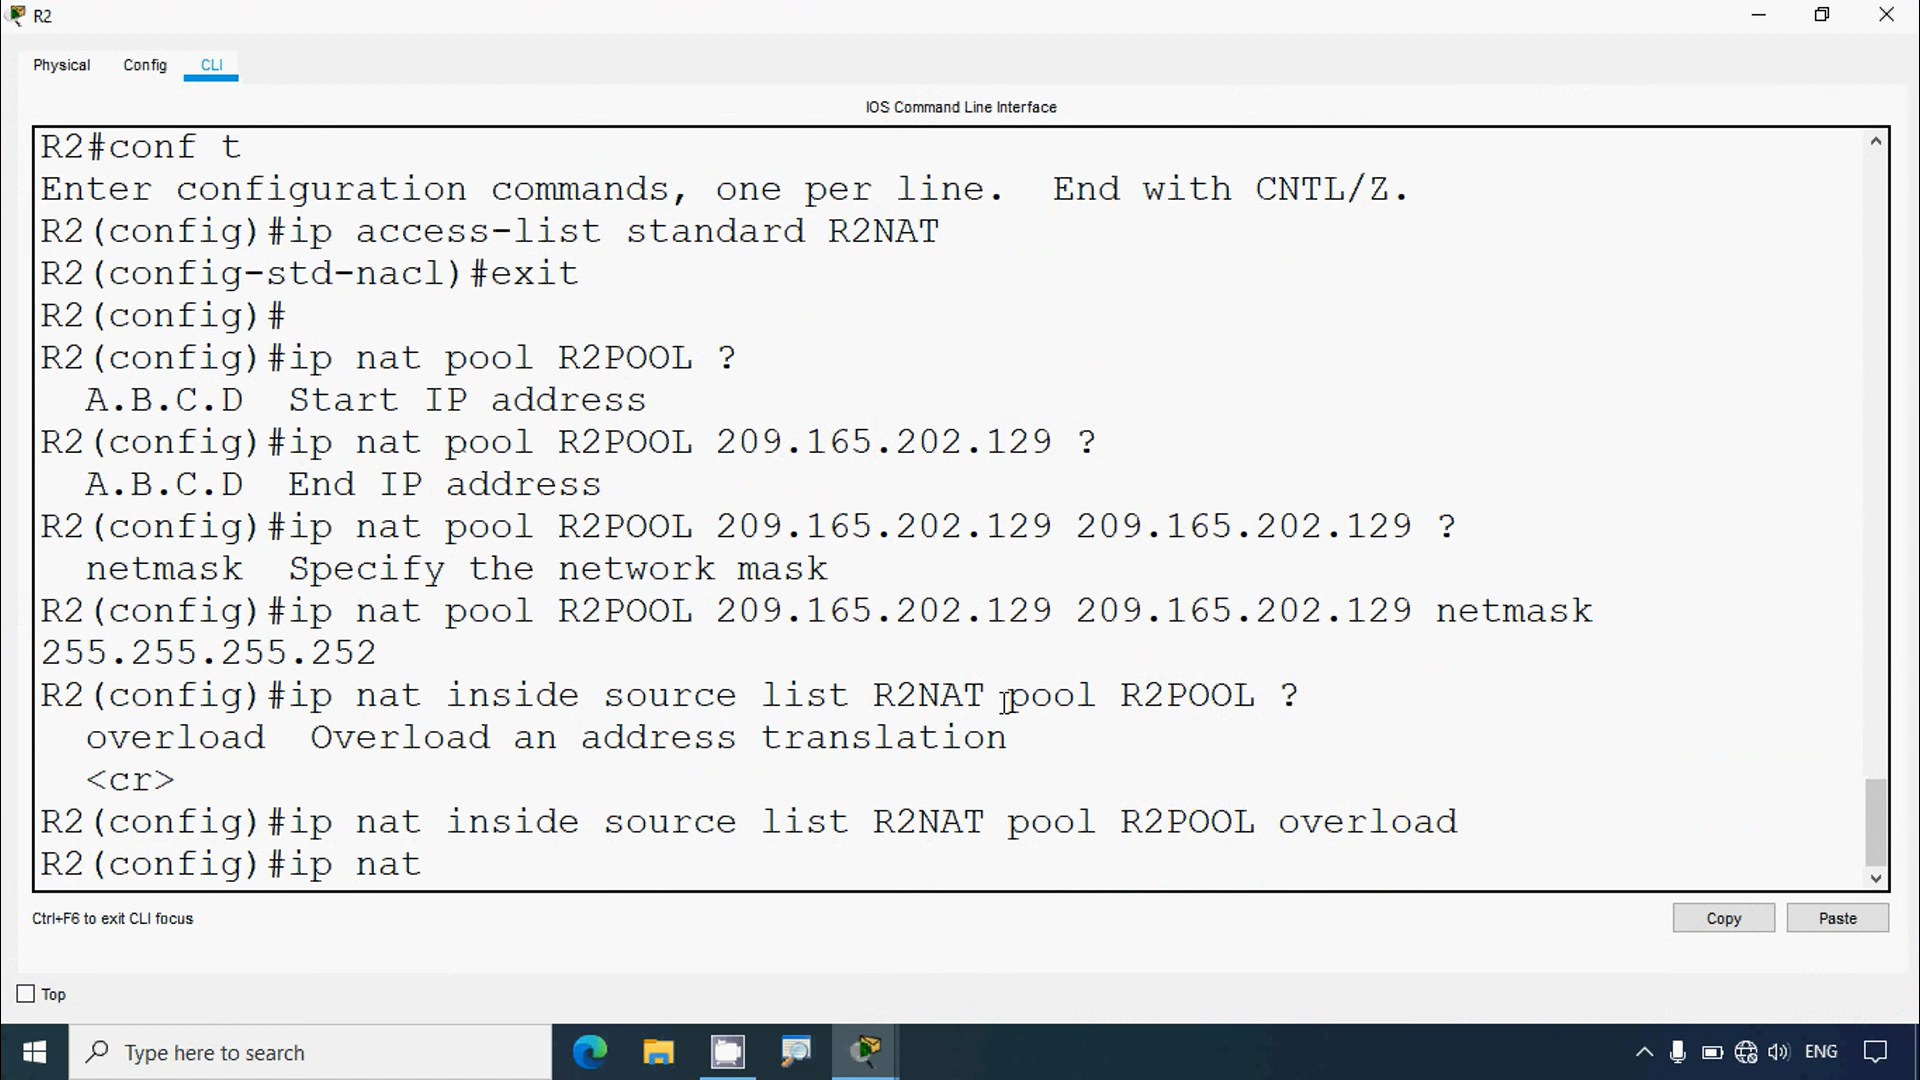 R2
Physical Config CLI
IOS Command Line Interface
R2#conf t
Enter configuration commands, one per line.  End with CNTL/Z.
R2(config)#ip access-list standard R2NAT
R2(config-std-nacl)#exit
R2(config)#
R2(config)#ip nat pool R2POOL ?
  A.B.C.D  Start IP address
R2(config)#ip nat pool R2POOL 209.165.202.129 ?
  A.B.C.D  End IP address
R2(config)#ip nat pool R2POOL 209.165.202.129 209.165.202.129 ?
  netmask  Specify the network mask
R2(config)#ip nat pool R2POOL 209.165.202.129 209.165.202.129 netmask
255.255.255.252
R2(config)#ip nat inside source list R2NAT pool R2POOL ?
  overload  Overload an address translation
  <cr>
R2(config)#ip nat inside source list R2NAT pool R2POOL overload
R2(config)#ip nat
Ctrl+F6 to exit CLI focus
Copy Paste
Top
Type here to search
ENG